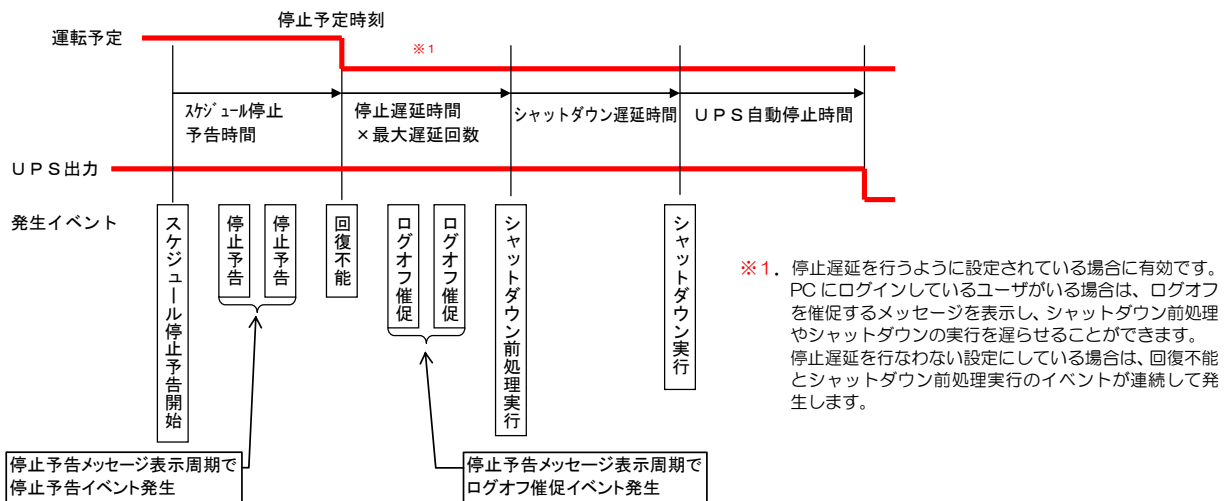 停止予定時刻
運転予定
※1
スケジュール停止
予告時間
停止遅延時間
×最大遅延回数
シャットダウン遅延時間
UPS自動停止時間
UPS出力
発生イベント
スケジュール停止予告開始
停止予告
停止予告
回復不能
ログオフ催促
ログオフ催促
シャットダウン前処理実行
シャットダウン実行
※1．停止遅延を行うように設定されている場合に有効です。
PCにログインしているユーザがいる場合は、ログオフ
を催促するメッセージを表示し、シャットダウン前処理
やシャットダウンの実行を遅らせることができます。
停止遅延を行なわない設定にしている場合は、回復不能
とシャットダウン前処理実行のイベントが連続して発
生します。
停止予告メッセージ表示周期で
停止予告イベント発生
停止予告メッセージ表示周期で
ログオフ催促イベント発生